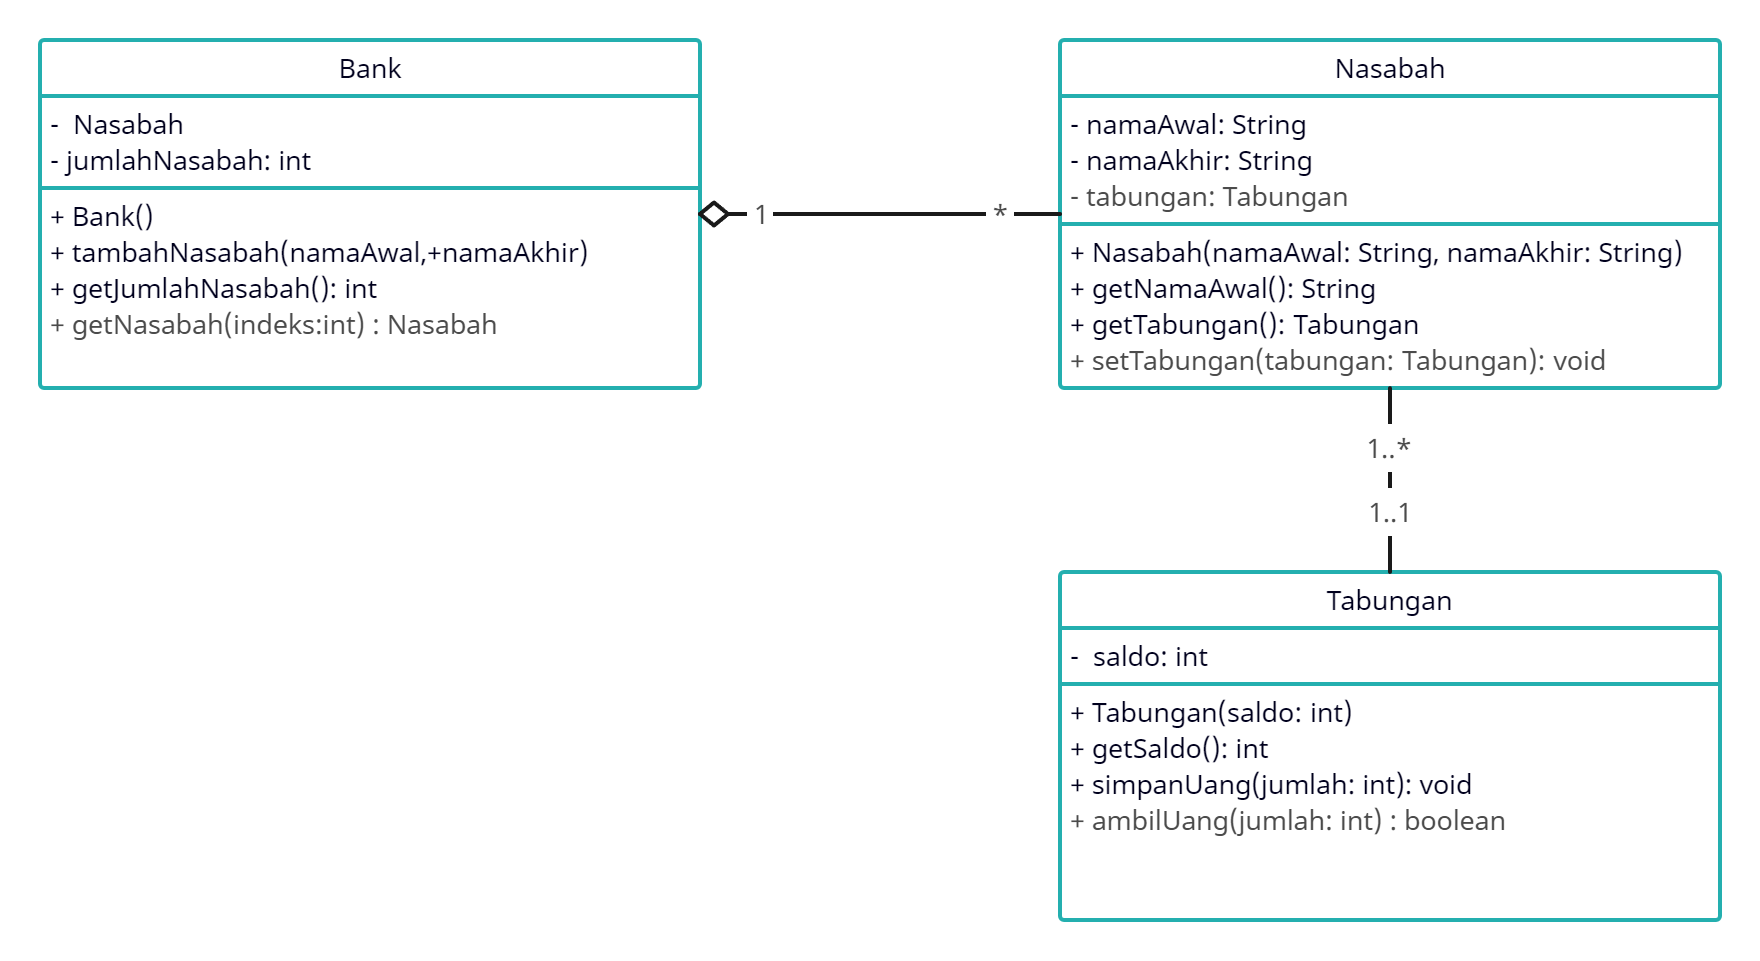 Bank
- Nasabah
- jumlahNasabah: int
+ Bank()
+ tambahNasabah(namaAwal,+namaAkhir)
+ getJumlahNasabah(): int
+ getNasabah(indeks:int) : Nasabah
1
*
Nasabah
- namaAwal: String
- namaAkhir: String
- tabungan: Tabungan
+ Nasabah(namaAwal: String, namaAkhir: String)
+ getNamaAwal(): String
+ getTabungan(): Tabungan
+ setTabungan(tabungan: Tabungan): void
1..*
1..1
Tabungan
- saldo: int
+ Tabungan(saldo: int)
+ getSaldo(): int
+ simpanUang(jumlah: int): void
+ ambilUang(jumlah: int) : boolean